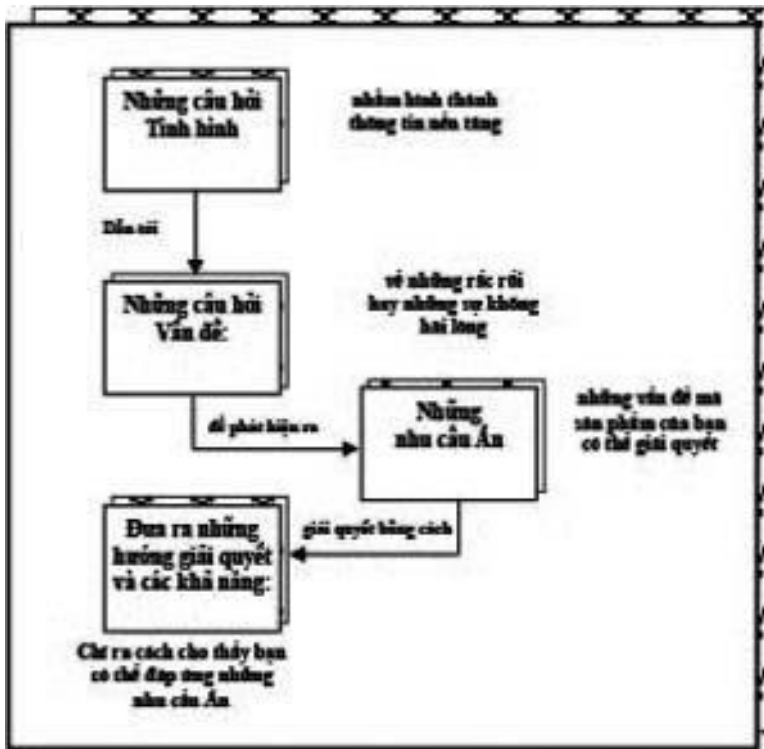 Những câu hỏi
Tình hình
nhằm hình thành
thông tin nền tảng
Dẫn tới
Những câu hỏi
Vấn đề:
về những rắc rối
hay những sự không
hài lòng
để phát hiện ra
Những
nhu cầu Ẩn
những vấn đề mà
sản phẩm của bạn
có thể giải quyết
giải quyết bằng cách
Đưa ra những
hướng giải quyết
và các khả năng:
Chỉ ra cách cho thấy bạn
có thể đáp ứng những
nhu cầu Ẩn